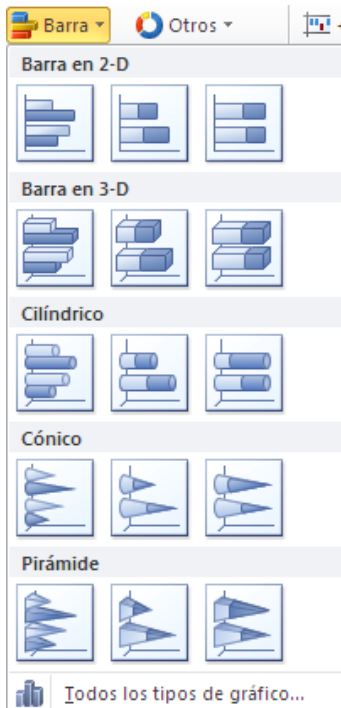 Barra Otros
Barra en 2-D
Barra en 3-D
Cilíndrico
Cónico
Pirámide
Todos los tipos de gráfico...